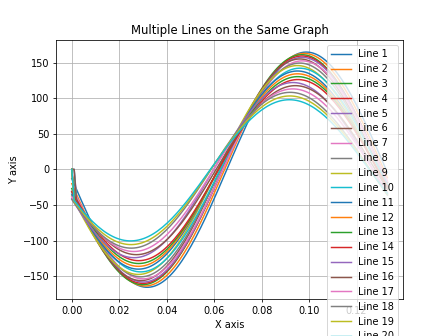 Multiple Lines on the Same Graph
Y axis
150
100
50
0
−50
−100
−150
0.00
0.02
0.04
0.06
0.08
0.10
X axis
Line 1
Line 2
Line 3
Line 4
Line 5
Line 6
Line 7
Line 8
Line 9
Line 10
Line 11
Line 12
Line 13
Line 14
Line 15
Line 16
Line 17
Line 18
Line 19
Line 20